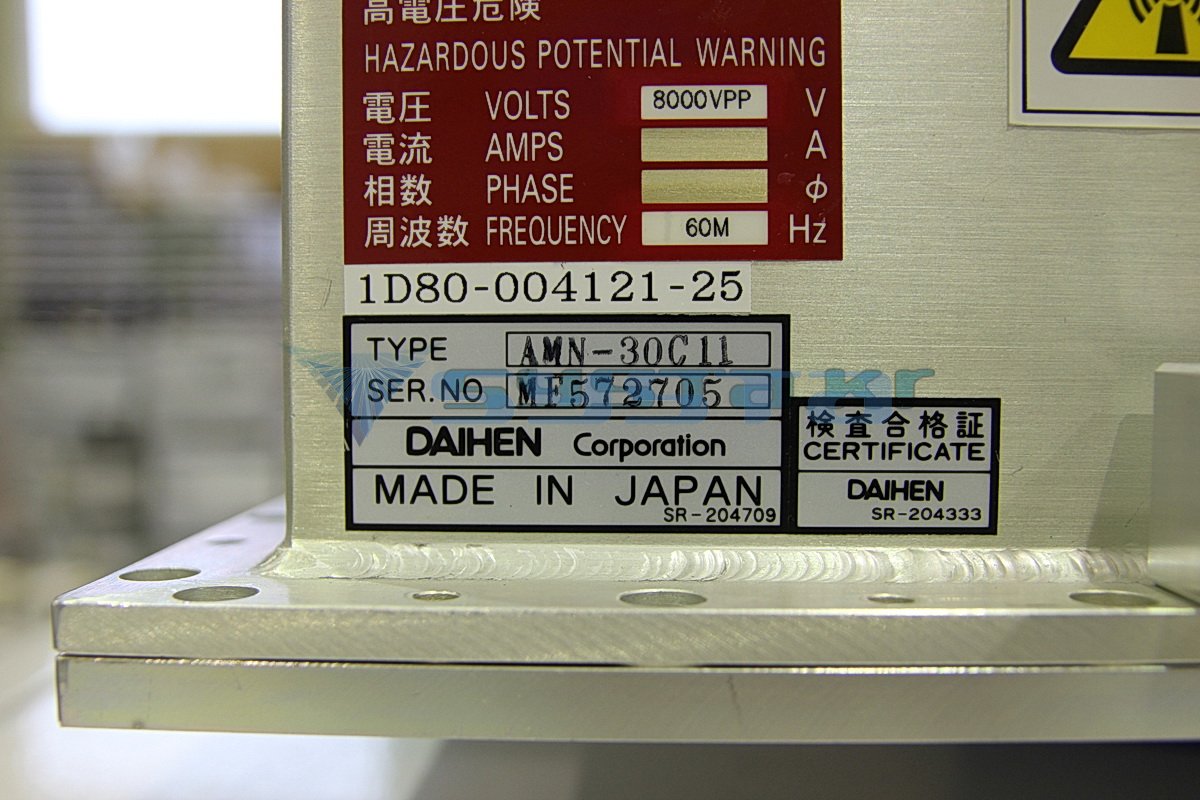 高電圧危険
HAZARDOUS POTENTIAL WARNING
電圧 VOLTS 8000VPP V
電流 AMPS A
相数 PHASE φ
周波数 FREQUENCY 60M Hz
1D80-004121-25
TYPE AMN-30C11
SER.NO MF572705
DAIHEN Corporation
MADE IN JAPAN
SR-204709
検査合格証
CERTIFICATE
DAIHEN
SR-204333